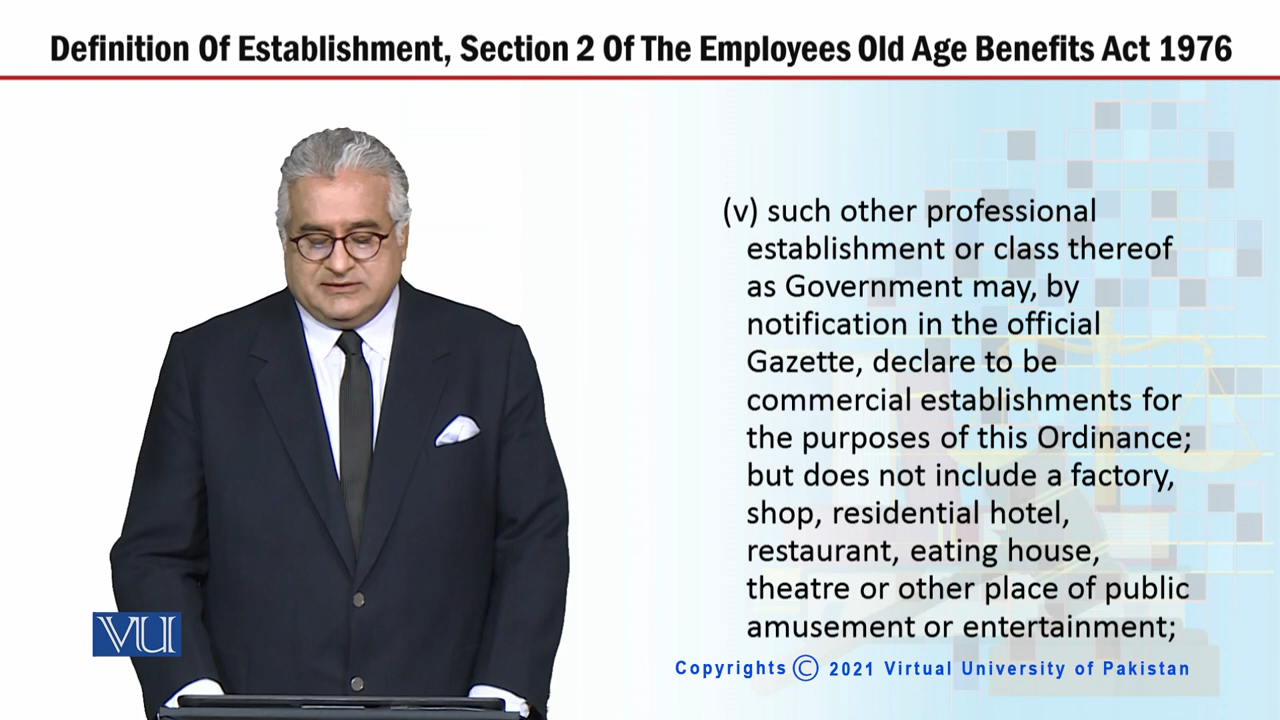 Definition Of Establishment, Section 2 Of The Employees Old Age Benefits Act 1976
(v) such other professional
establishment or class thereof
as Government may, by
notification in the official
Gazette, declare to be
commercial establishments for
the purposes of this Ordinance;
but does not include a factory,
shop, residential hotel,
restaurant, eating house,
theatre or other place of public
amusement or entertainment;
VU
Copyrights © 2021 Virtual University of Pakistan